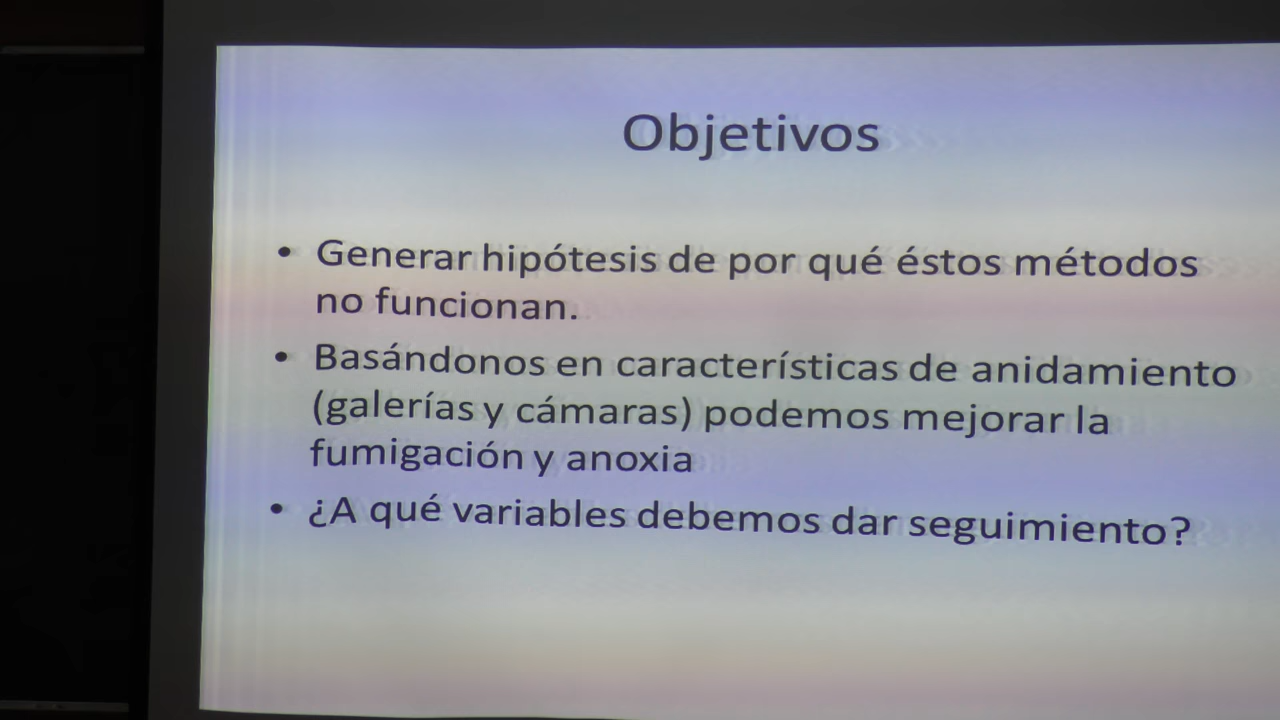 Objetivos
• Generar hipótesis de por qué éstos métodos
no funcionan.
• Basándonos en características de anidamiento
(galerías y cámaras) podemos mejorar la
fumigación y anoxia
• ¿A qué variables debemos dar seguimiento?